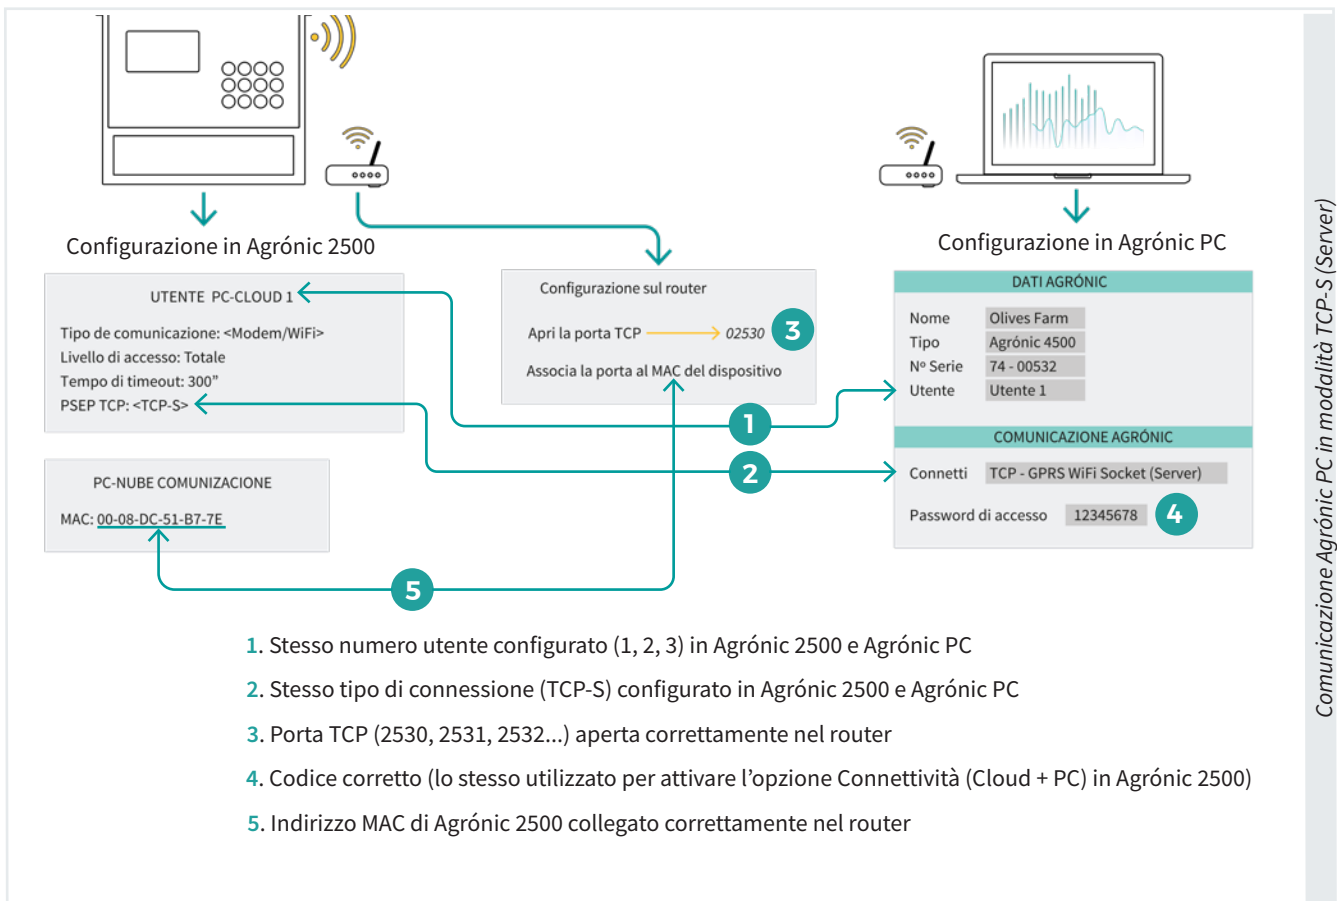 Configurazione in Agrónic 2500
UTENTE PC-CLOUD 1
Tipo de comunicazione: <Modem/WiFi>
Livello di accesso: Totale
Tempo di timeout: 300”
PSEP TCP: <TCP-S>
PC-NUBE COMUNIZACIONE
MAC: 00-08-DC-51-B7-7E
Configurazione sul router
Apri la porta TCP 02530 3
Associa la porta al MAC del dispositivo
Configurazione in Agrónic PC
DATI AGRÓNIC
Nome Olives Farm
Tipo Agrónic 4500
Nº Serie 74 - 00532
Utente Utente 1
COMUNICAZIONE AGRÓNIC
Connetti TCP - GPRS WiFi Socket (Server)
Password di accesso 12345678 4
1
2
5
1. Stesso numero utente configurato (1, 2, 3) in Agrónic 2500 e Agrónic PC
2. Stesso tipo di connessione (TCP-S) configurato in Agrónic 2500 e Agrónic PC
3. Porta TCP (2530, 2531, 2532...) aperta correttamente nel router
4. Codice corretto (lo stesso utilizzato per attivare l’opzione Connettività (Cloud + PC) in Agrónic 2500)
5. Indirizzo MAC di Agrónic 2500 collegato correttamente nel router
Comunicazione Agrónic PC in modalità TCP-S (Server)